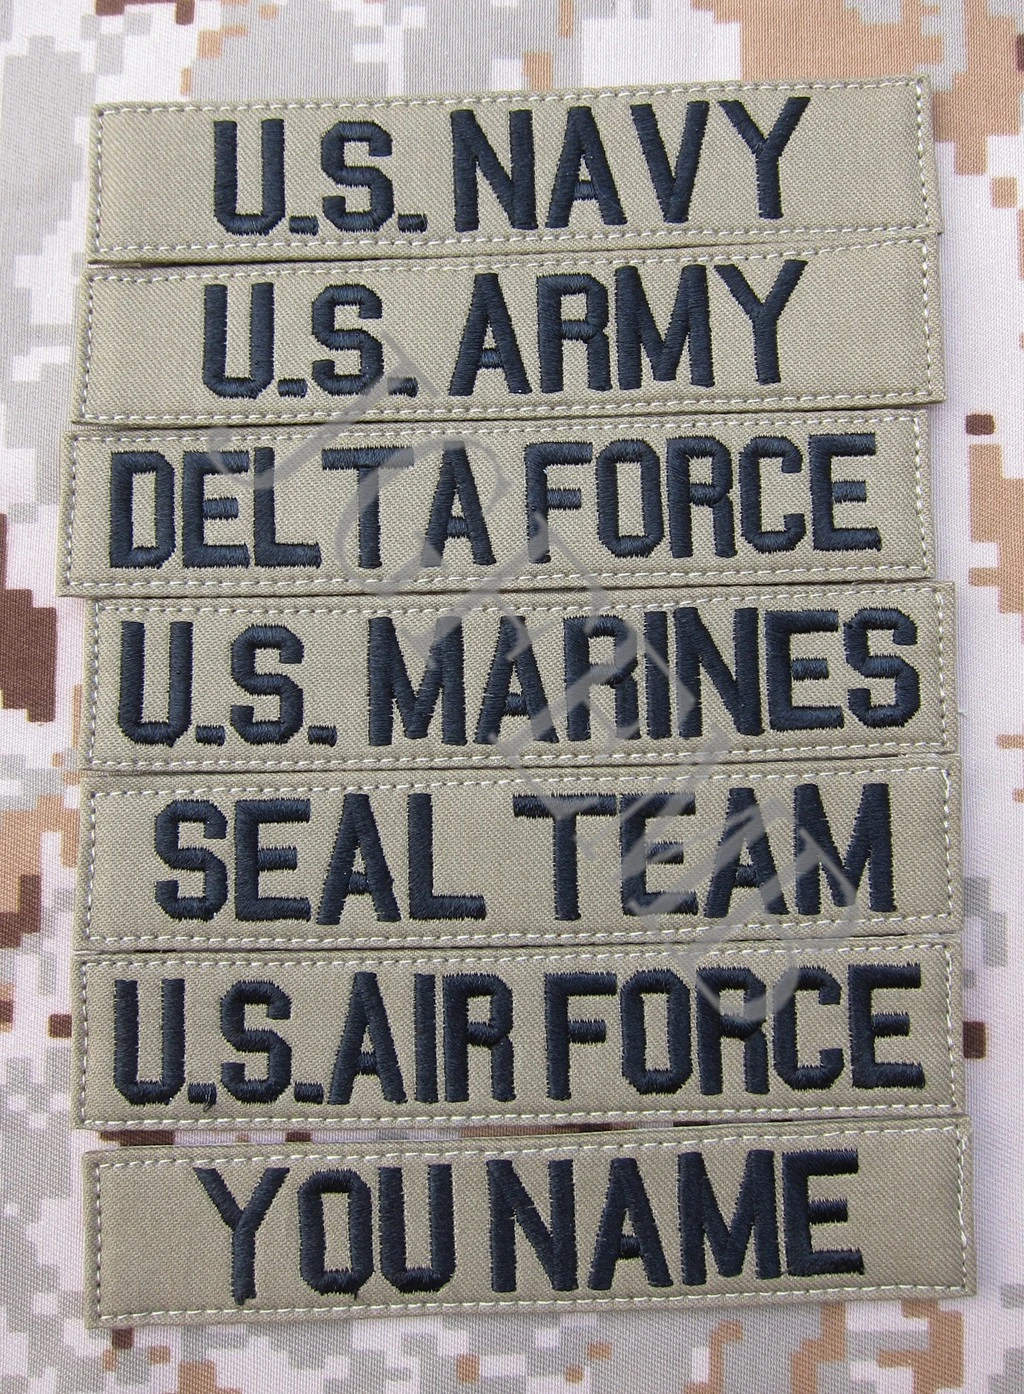 U.S. NAVY
U.S. ARMY
DELTA FORCE
U.S. MARINES
SEAL TEAM
U.S. AIR FORCE
YOU NAME